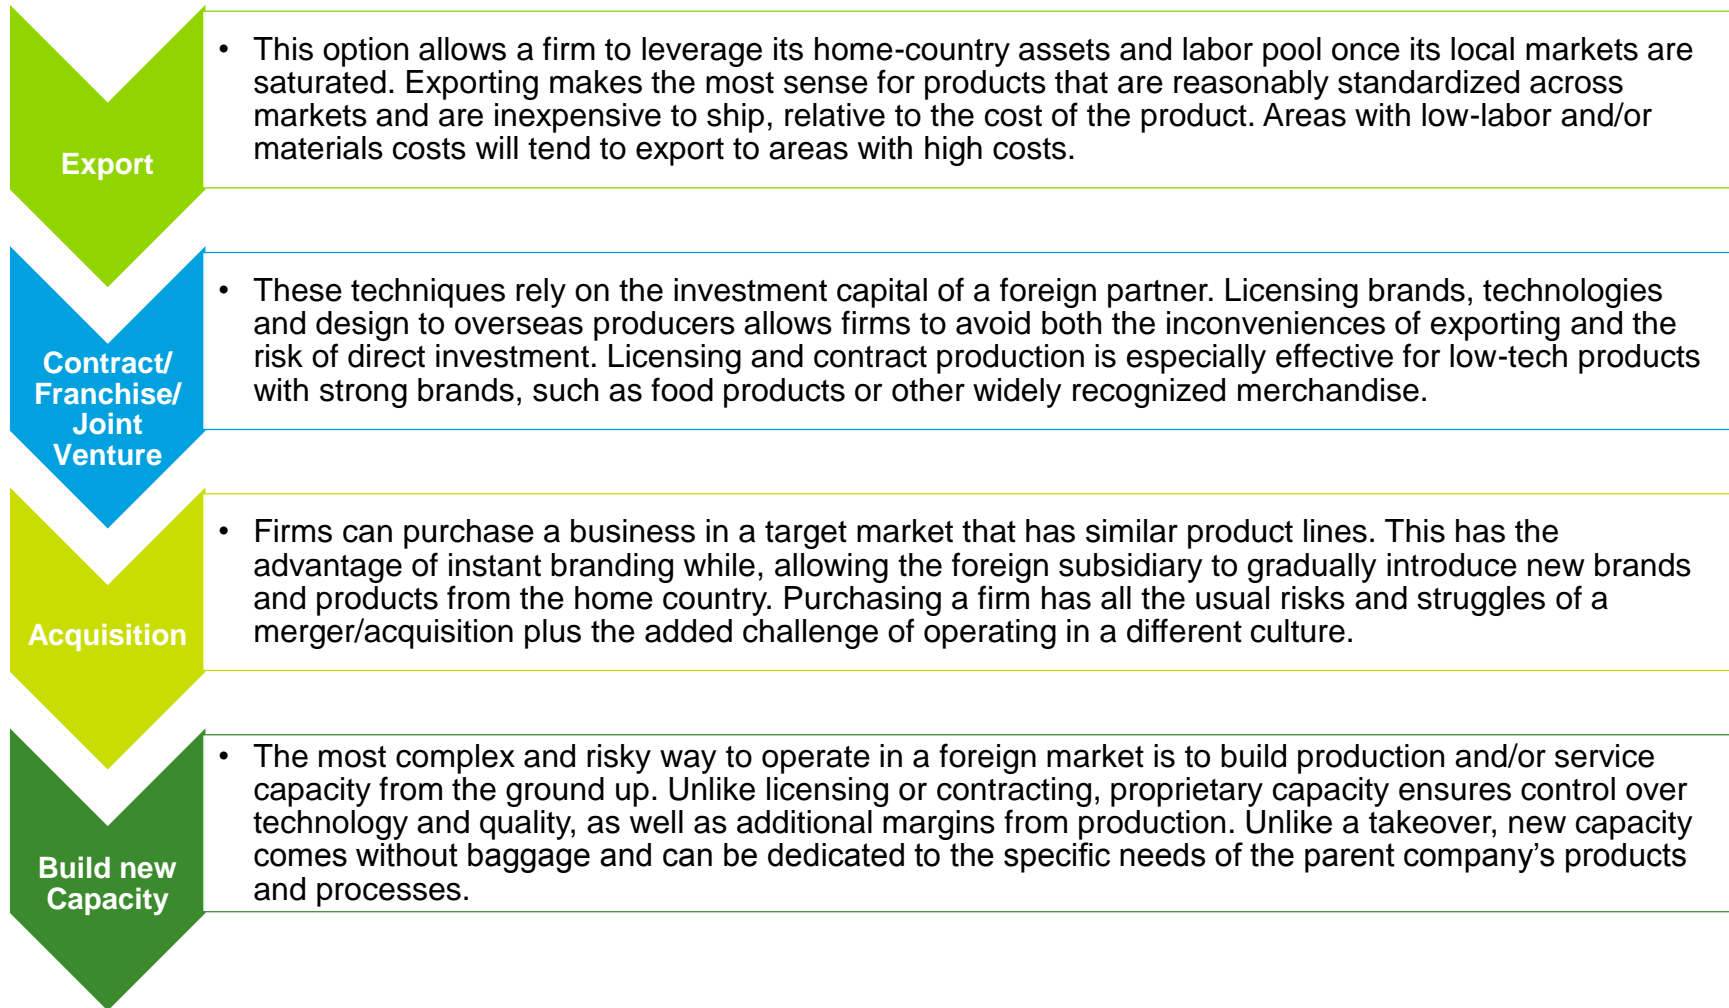 • This option allows a firm to leverage its home-country assets and labor pool once its local markets are
saturated. Exporting makes the most sense for products that are reasonably standardized across
markets and are inexpensive to ship, relative to the cost of the product. Areas with low-labor and/or
materials costs will tend to export to areas with high costs.
Export
• These techniques rely on the investment capital of a foreign partner. Licensing brands, technologies
and design to overseas producers allows firms to avoid both the inconveniences of exporting and the
risk of direct investment. Licensing and contract production is especially effective for low-tech products
with strong brands, such as food products or other widely recognized merchandise.
Contract/
Franchise/
Joint
Venture
• Firms can purchase a business in a target market that has similar product lines. This has the
advantage of instant branding while, allowing the foreign subsidiary to gradually introduce new brands
and products from the home country. Purchasing a firm has all the usual risks and struggles of a
merger/acquisition plus the added challenge of operating in a different culture.
Acquisition
• The most complex and risky way to operate in a foreign market is to build production and/or service
capacity from the ground up. Unlike licensing or contracting, proprietary capacity ensures control over
technology and quality, as well as additional margins from production. Unlike a takeover, new capacity
comes without baggage and can be dedicated to the specific needs of the parent company’s products
and processes.
Build new
Capacity